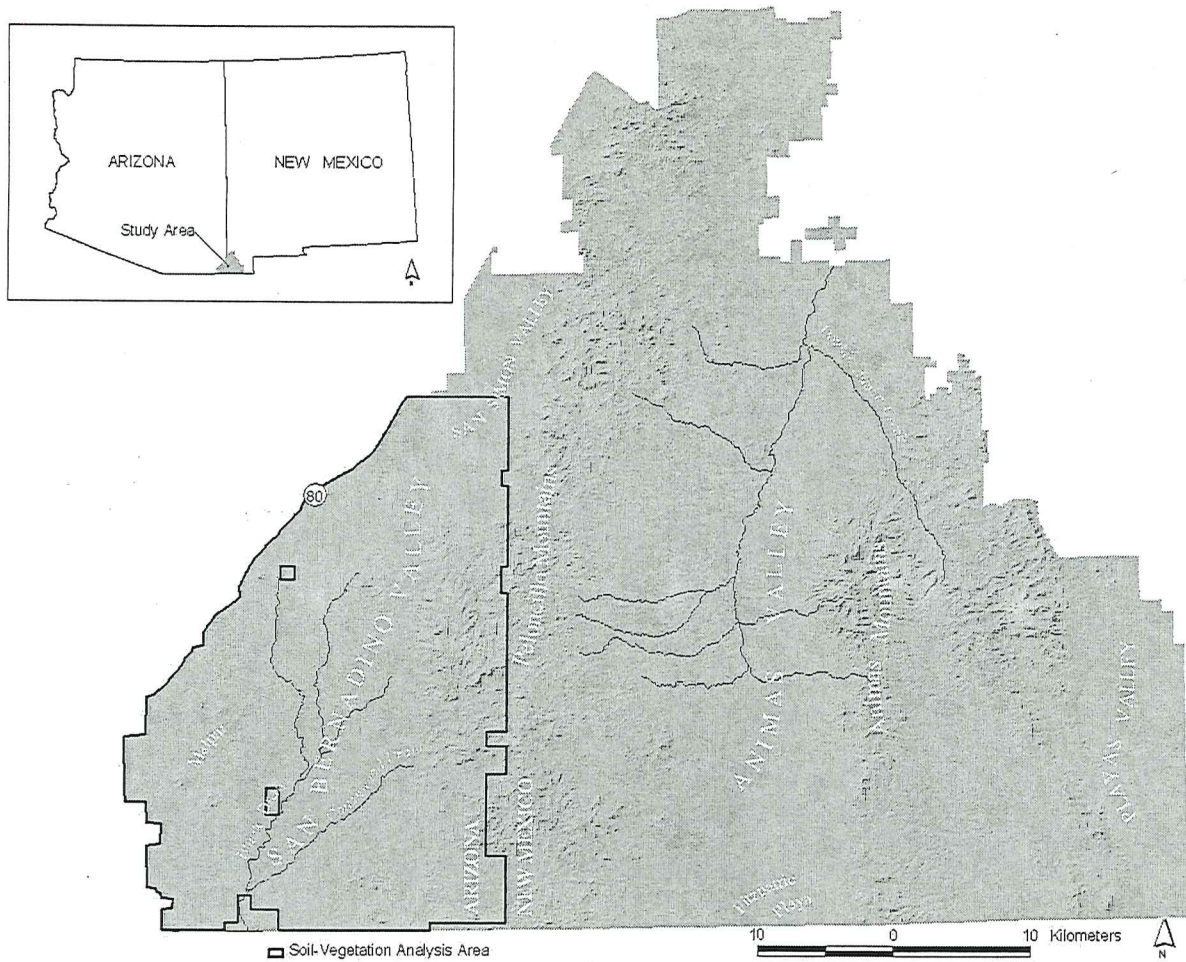 ARIZONA
NEW MEXICO
Study Area
SAN SIMON VALLEY
80
Peloncillo Mountains
SAN BERNADINO VALLEY
ANIMAS VALLEY
Animas Mountains
PLAYAS VALLEY
ARIZONA
NEW MEXICO
Playa
Soil-Vegetation Analysis Area
10 0 10 Kilometers
N